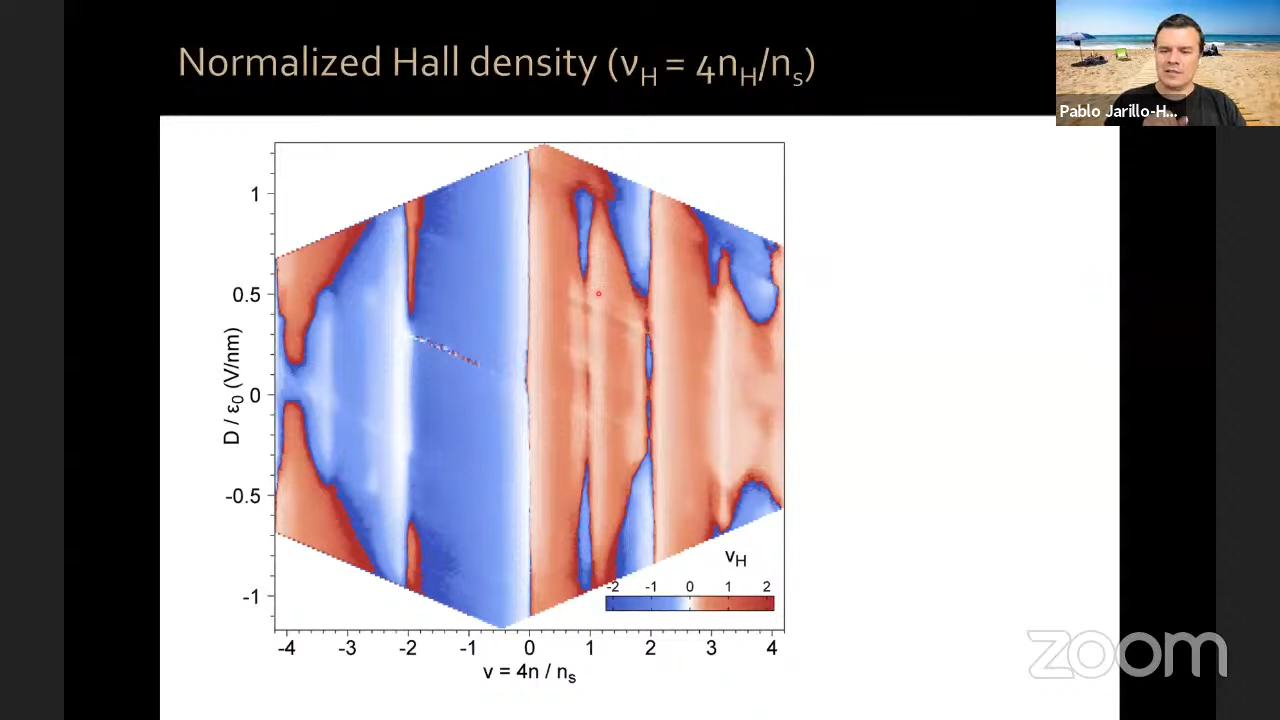 Normalized Hall density (νH = 4nH/ns)
Pablo Jarillo-H...
1
0.5
0
-0.5
-1
D / ε0 (V/nm)
νH
-2 -1 0 1 2
-4 -3 -2 -1 0 1 2 3 4
ν = 4n / ns
zoom